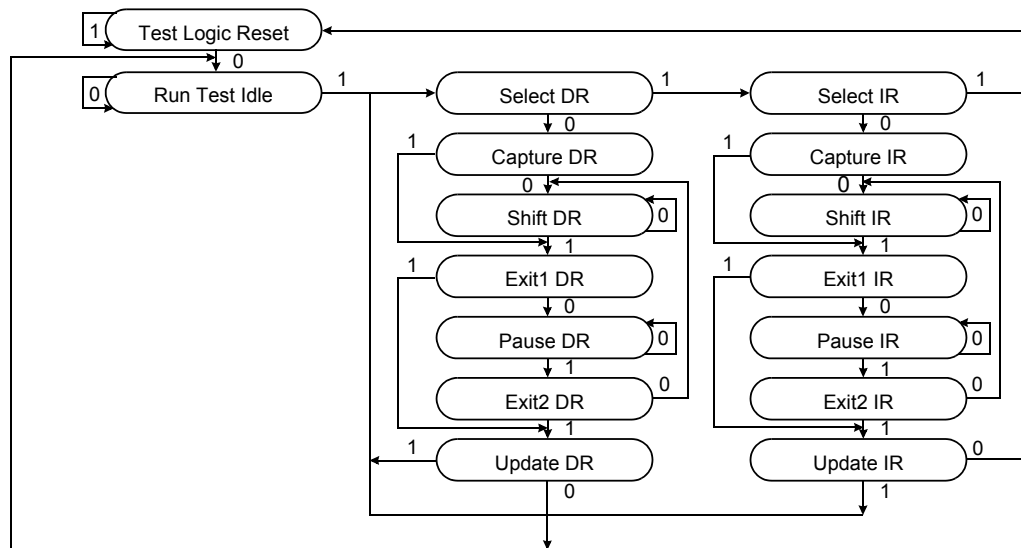 Test Logic Reset
1
0
Run Test Idle
0
1
Select DR
1
Select IR
1
0
0
1
Capture DR
1
Capture IR
0
0
Shift DR
0
Shift IR
0
1
1
1
Exit1 DR
1
Exit1 IR
0
0
Pause DR
0
Pause IR
0
1
1
Exit2 DR
0
Exit2 IR
0
1
1
1
Update DR
Update IR
0
0
1